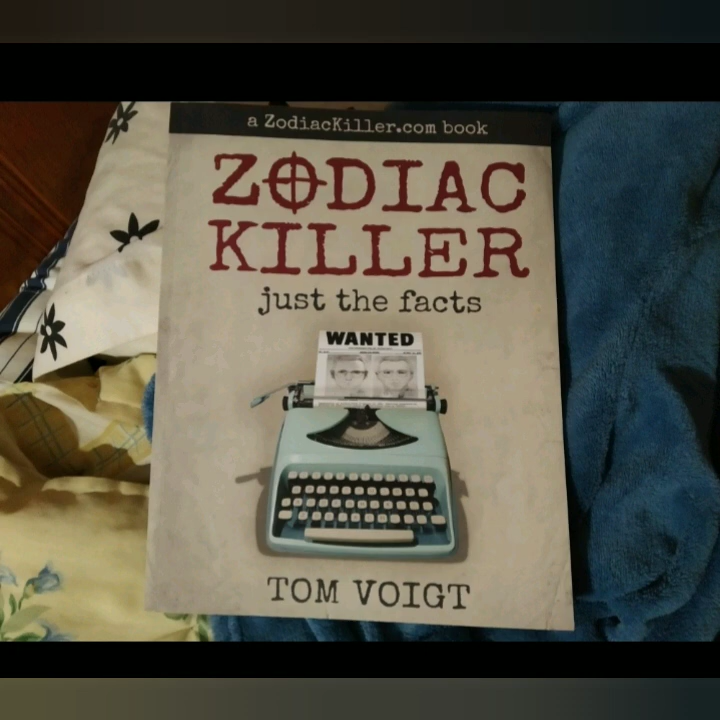 a ZodiacKiller.com book
ZODIAC
KILLER
just the facts
WANTED
TOM VOIGT